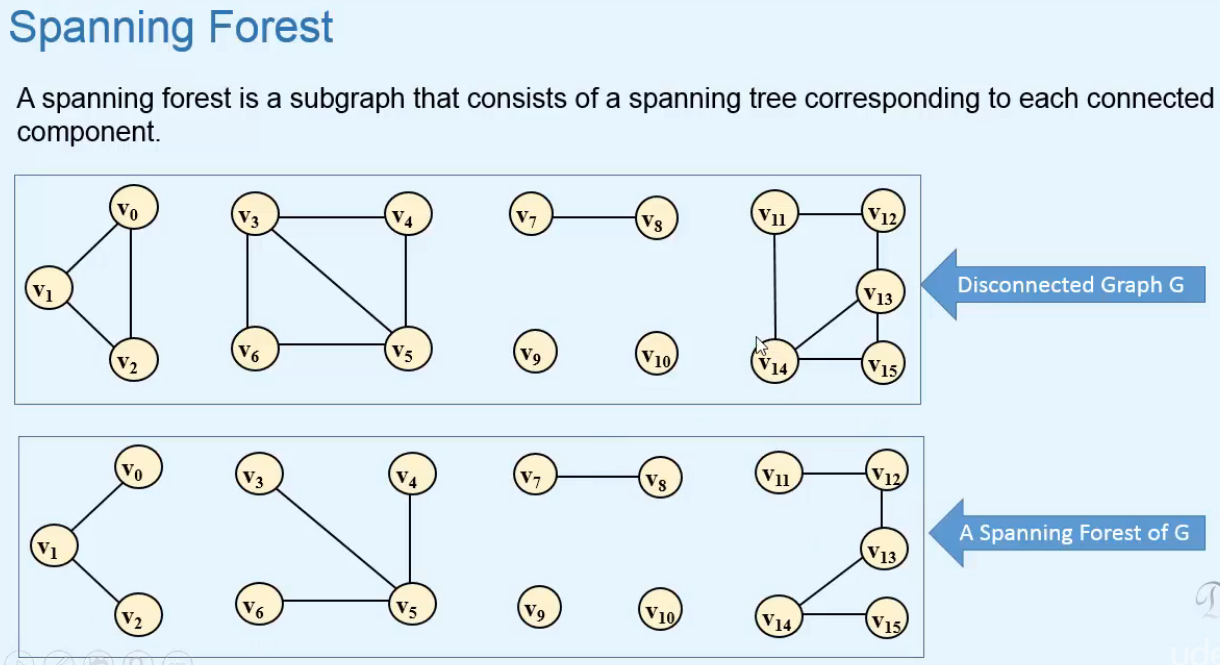 Spanning Forest
A spanning forest is a subgraph that consists of a spanning tree corresponding to each connected
component.
v0 v3 v4 v7 v8 v11 v12
v1 v13
Disconnected Graph G
v2 v6 v5 v9 v10 v14 v15
v0 v3 v4 v7 v8 v11 v12
v1 v13
A Spanning Forest of G
v2 v6 v5 v9 v10 v14 v15